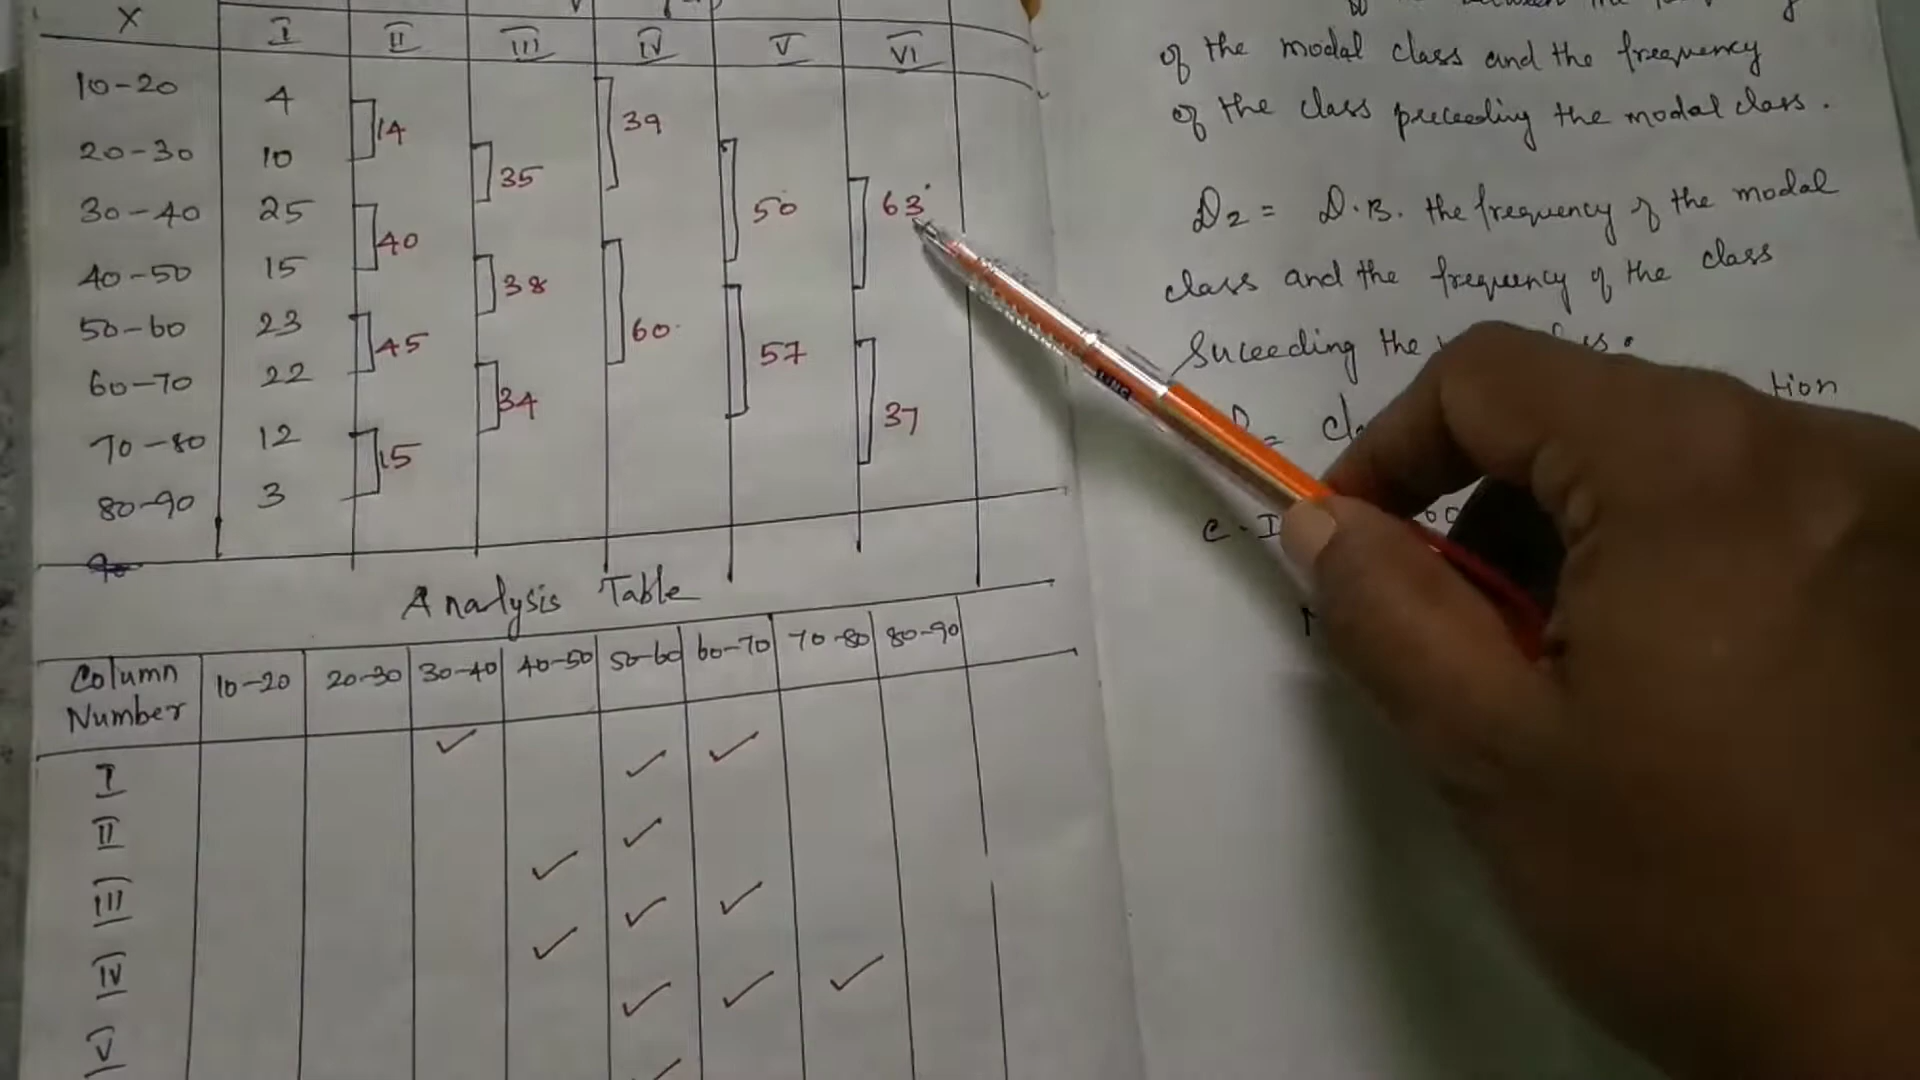 X I II III IV V VI
10-20 4
14 39
20-30 10
35
30-40 25 50 63
40
40-50 15
38
50-60 23 60
45 57
60-70 22
34 37
70-80 12
15
80-90 3
Analysis Table
Column Number 10-20 20-30 30-40 40-50 50-60 60-70 70-80 80-90
I ✓ ✓ ✓
II ✓
III ✓ ✓ ✓
IV ✓ ✓ ✓ ✓
V
between the
of the modal class and the frequency
of the class preceeding the modal class.
D2 = D.B. the frequency of the modal
class and the frequency of the class
Suceeding the
tion
C.I